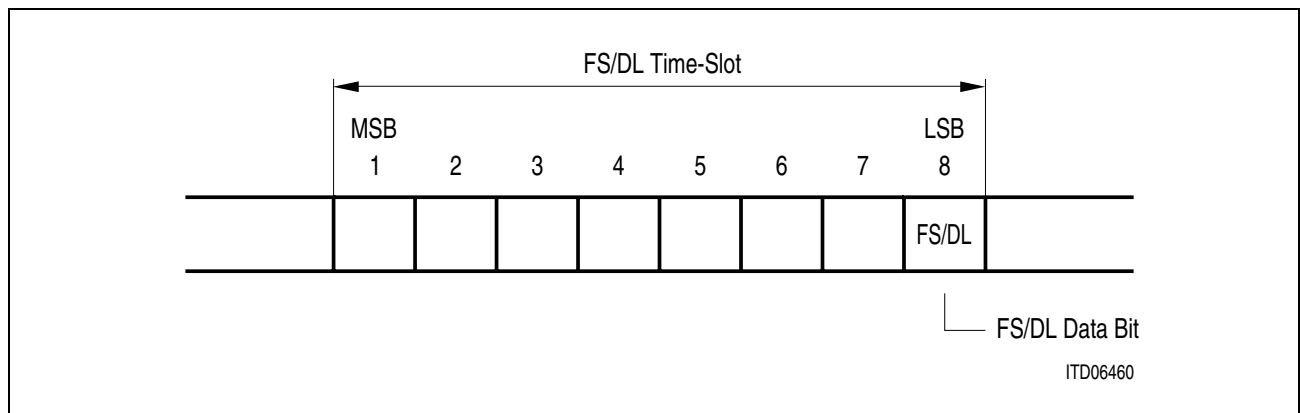 FS/DL Time-Slot
MSB LSB
1 2 3 4 5 6 7 8
FS/DL
FS/DL Data Bit
ITD06460